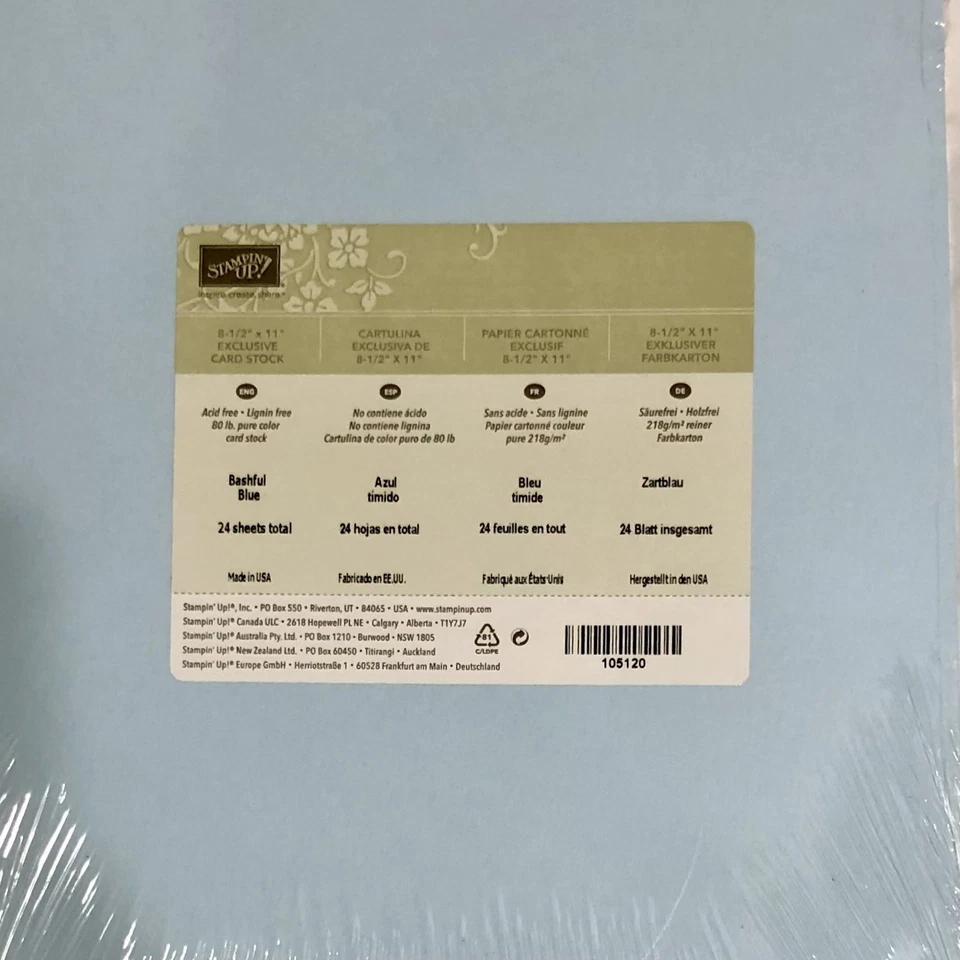 STAMPIN' UP!®
inspire. create. share.™
8-1/2" x 11"
EXCLUSIVE
CARD STOCK
CARTULINA
EXCLUSIVA DE
8-1/2" X 11"
PAPIER CARTONNÉ
EXCLUSIF
8-1/2" X 11"
8-1/2" X 11"
EXKLUSIVER
FARBKARTON
ENG
Acid free • Lignin free
80 lb. pure color
card stock
ESP
No contiene ácido
No contiene lignina
Cartulina de color puro de 80 lb
FR
Sans acide • Sans lignine
Papier cartonné couleur
pure 218g/m²
DE
Säurefrei • Holzfrei
218g/m² reiner
Farbkarton
Bashful
Blue
Azul
tímido
Bleu
timide
Zartblau
24 sheets total
24 hojas en total
24 feuilles en tout
24 Blatt insgesamt
Made in USA
Fabricado en EE.UU.
Fabriqué aux États-Unis
Hergestellt in den USA
Stampin' Up!®, Inc. • PO Box 550 • Riverton, UT • 84065 • USA • www.stampinup.com
Stampin' Up!® Canada ULC • 2618 Hopewell PL NE • Calgary • Alberta • T1Y7J7
Stampin' Up!® Australia Pty. Ltd. • PO Box 1210 • Burwood • NSW 1805
Stampin' Up!® New Zealand Ltd. • PO Box 60450 • Titirangi • Auckland
Stampin' Up!® Europe GmbH • Herriotstraße 1 • 60528 Frankfurt am Main • Deutschland
81
C/LDPE
105120